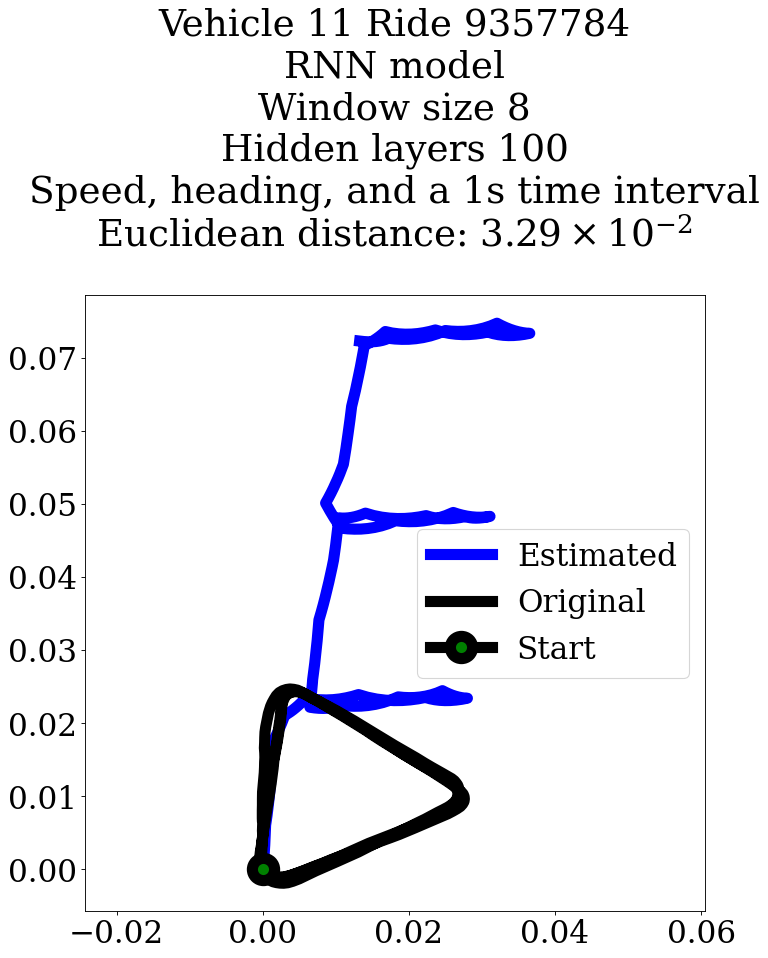 Vehicle 11 Ride 9357784
RNN model
Window size 8
Hidden layers 100
Speed, heading, and a 1s time interval
Euclidean distance: 3.29 × 10⁻²
0.07
0.06
0.05
0.04
0.03
0.02
0.01
0.00
Estimated
Original
Start
−0.02 0.00 0.02 0.04 0.06